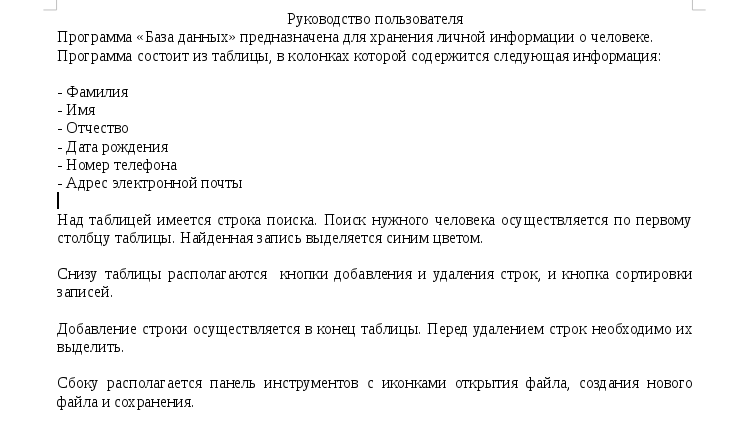 Руководство пользователя
Программа «База данных» предназначена для хранения личной информации о человеке.
Программа состоит из таблицы, в колонках которой содержится следующая информация:
- Фамилия
- Имя
- Отчество
- Дата рождения
- Номер телефона
- Адрес электронной почты
Над таблицей имеется строка поиска. Поиск нужного человека осуществляется по первому
столбцу таблицы. Найденная запись выделяется синим цветом.
Снизу таблицы располагаются  кнопки добавления и удаления строк, и кнопка сортировки
записей.
Добавление строки осуществляется в конец таблицы. Перед удалением строк необходимо их
выделить.
Сбоку располагается панель инструментов с иконками открытия файла, создания нового
файла и сохранения.